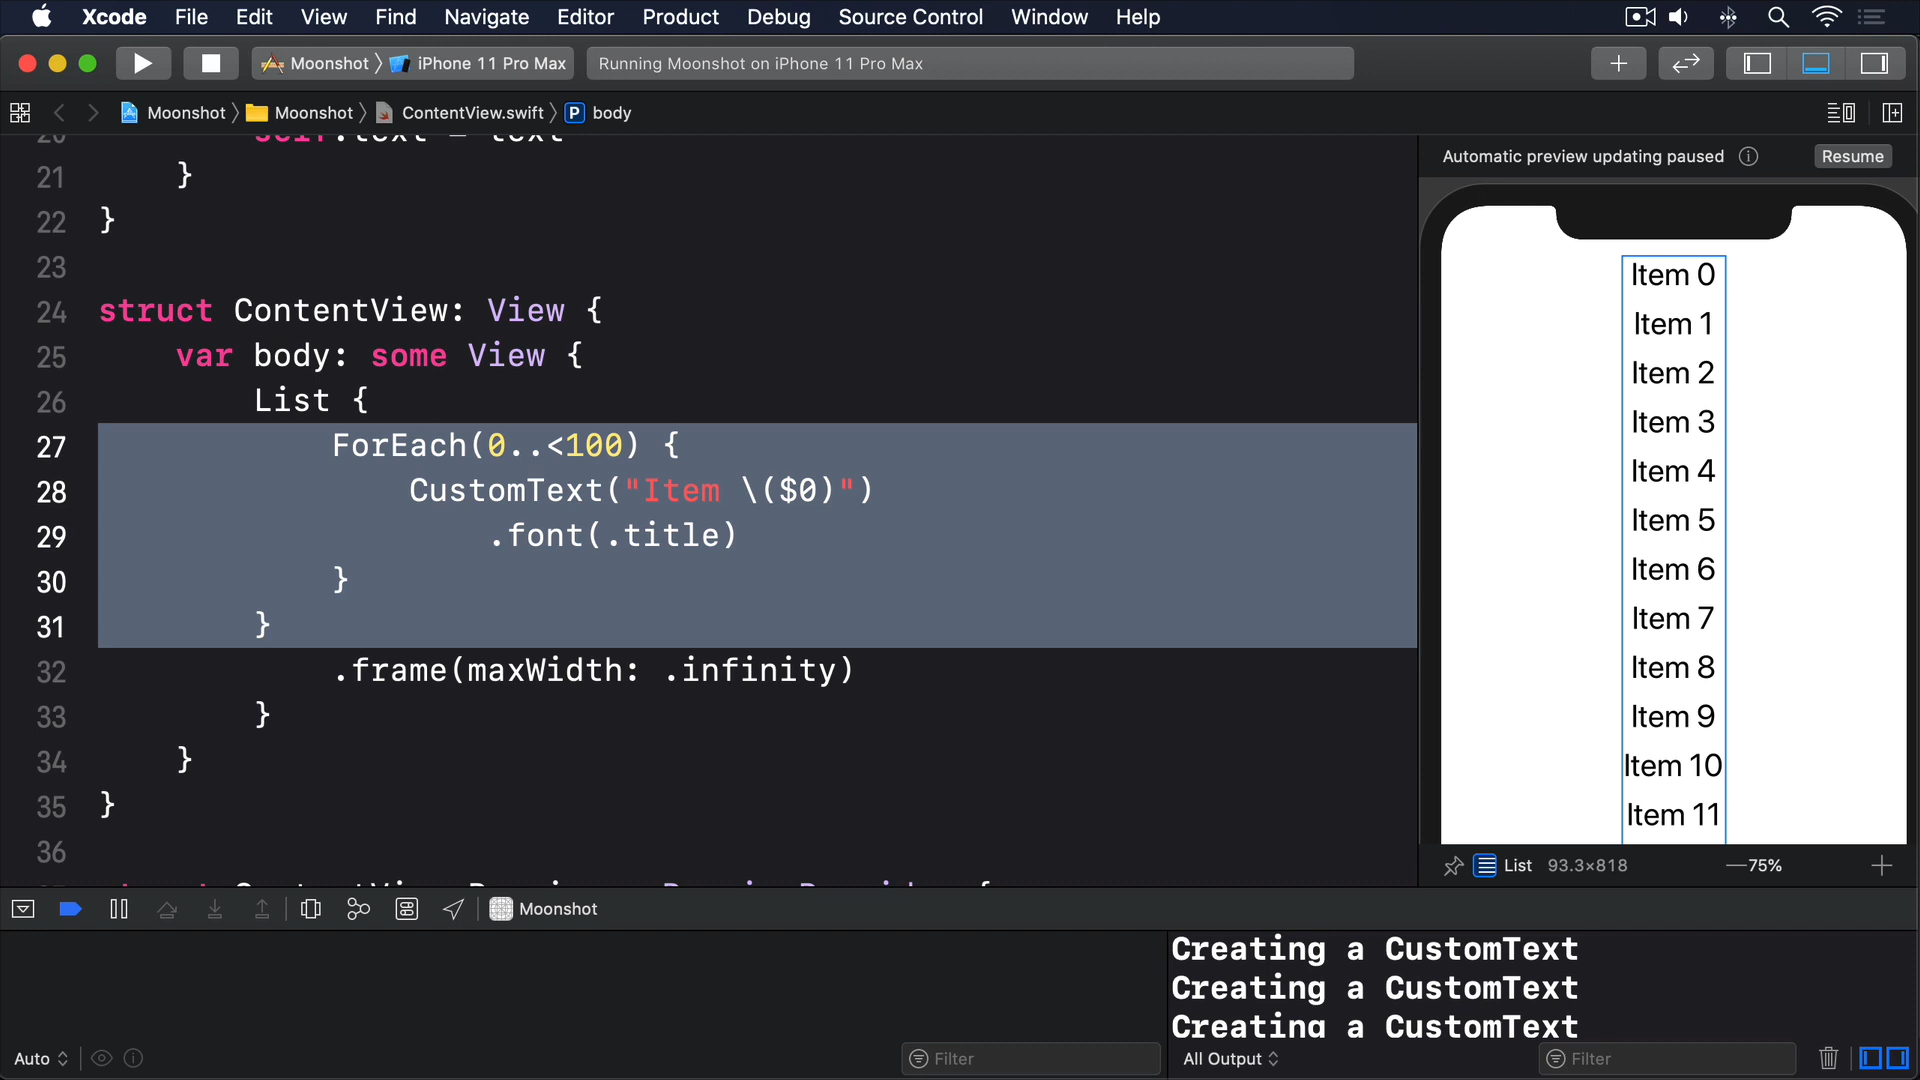 Xcode File Edit View Find Navigate Editor Product Debug Source Control Window Help
Moonshot iPhone 11 Pro Max
Running Moonshot on iPhone 11 Pro Max
Moonshot Moonshot ContentView.swift P body
20 self.text = text
21 }
22 }
23
24 struct ContentView: View {
25 var body: some View {
26 List {
27 ForEach(0..<100) {
28 CustomText("Item \($0)")
29 .font(.title)
30 }
31 }
32 .frame(maxWidth: .infinity)
33 }
34 }
35 }
36
Automatic preview updating paused Resume
Item 0
Item 1
Item 2
Item 3
Item 4
Item 5
Item 6
Item 7
Item 8
Item 9
Item 10
Item 11
List 93.3×818 —75%
Moonshot
Creating a CustomText
Creating a CustomText
Creating a CustomText
Auto Filter
All Output Filter